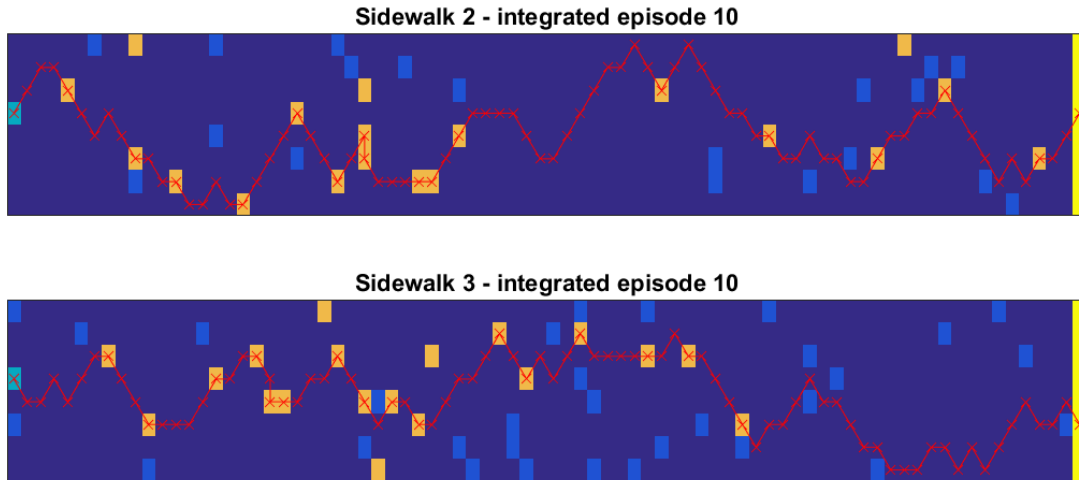 Sidewalk 2 - integrated episode 10
Sidewalk 3 - integrated episode 10